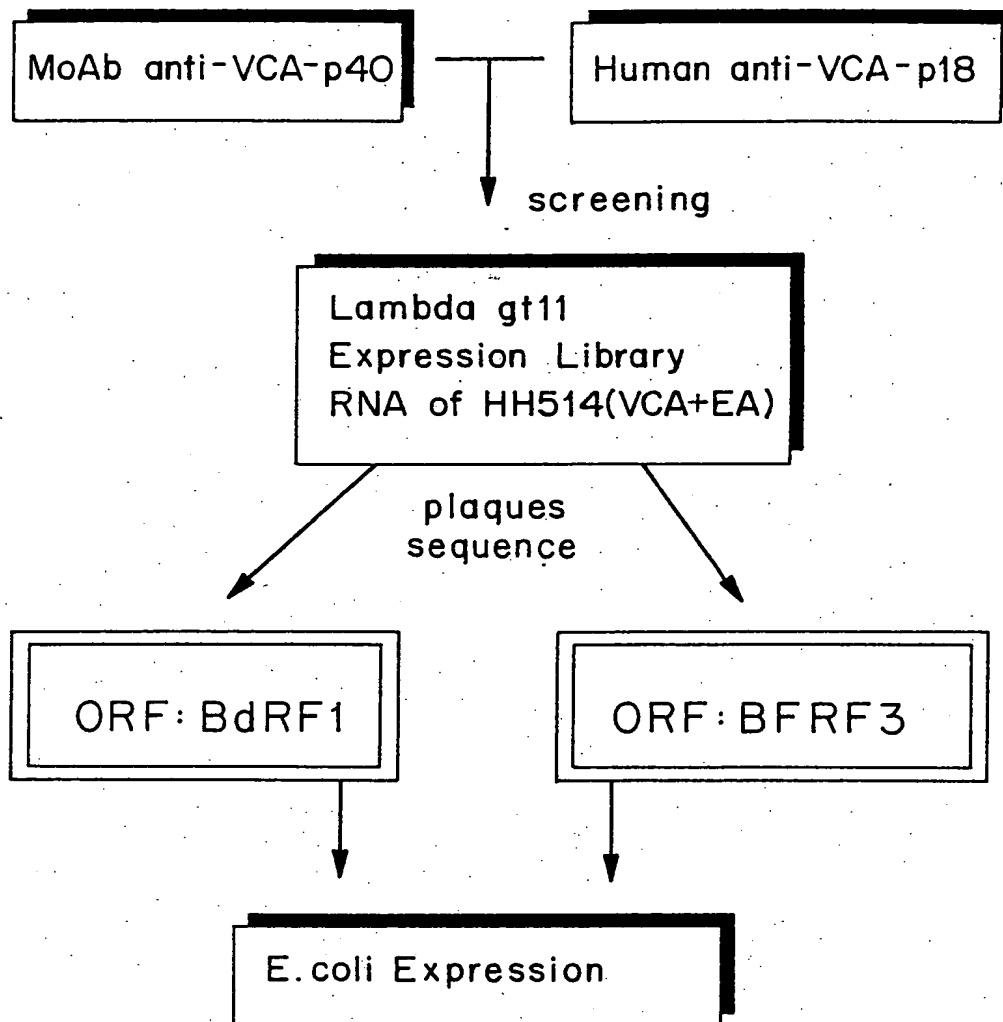 MoAb anti-VCA-p40
Human anti-VCA-p18
screening
Lambda gt11
Expression Library
RNA of HH514(VCA+EA)
plaques
sequence
ORF: BdRF1
ORF: BFRF3
E.coli Expression